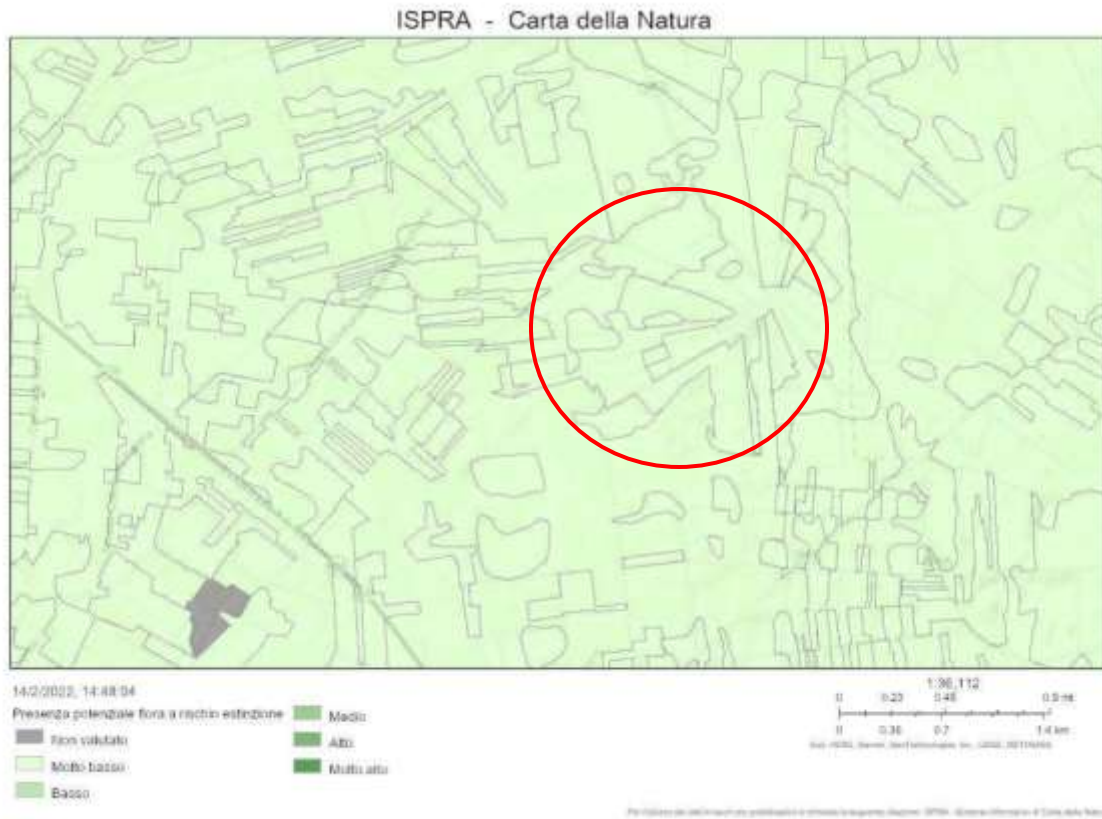 ISPRA - Carta della Natura
14/2/2022, 14:48:04
Presenza potenziale flora a rischio estinzione
Non valutato
Molto basso
Basso
Medio
Alto
Molto alto
1:36,112
0 0.23 0.45 0.9 mi
0 0.35 0.7 1.4 km